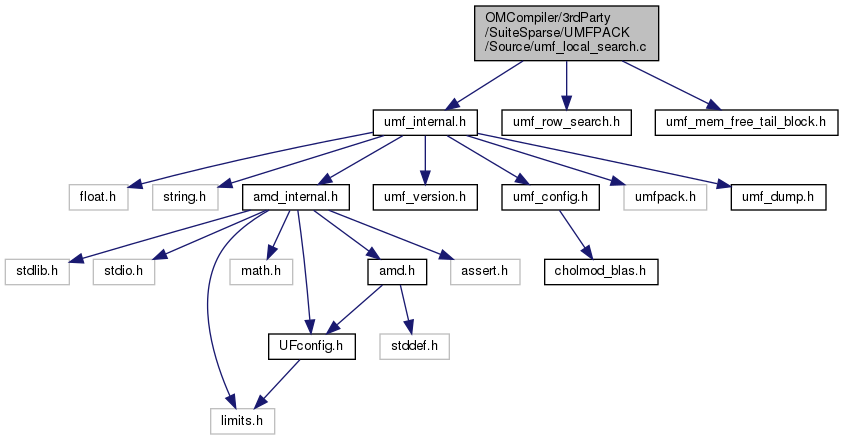 OMCompiler/3rdParty
/SuiteSparse/UMFPACK
/Source/umf_local_search.c
umf_internal.h
umf_row_search.h
umf_mem_free_tail_block.h
float.h
string.h
amd_internal.h
umf_version.h
umf_config.h
umfpack.h
umf_dump.h
stdlib.h
stdio.h
math.h
amd.h
assert.h
cholmod_blas.h
UFconfig.h
stddef.h
limits.h